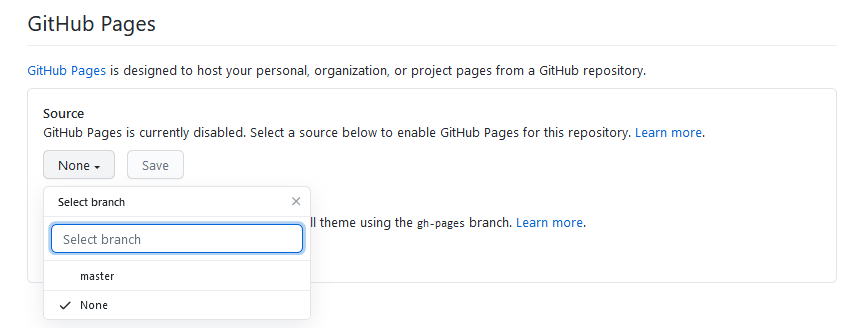 GitHub Pages
GitHub Pages is designed to host your personal, organization, or project pages from a GitHub repository.
Source
GitHub Pages is currently disabled. Select a source below to enable GitHub Pages for this repository. Learn more.
None Save
Select branch
ll theme using the gh-pages branch. Learn more.
Select branch
master
None